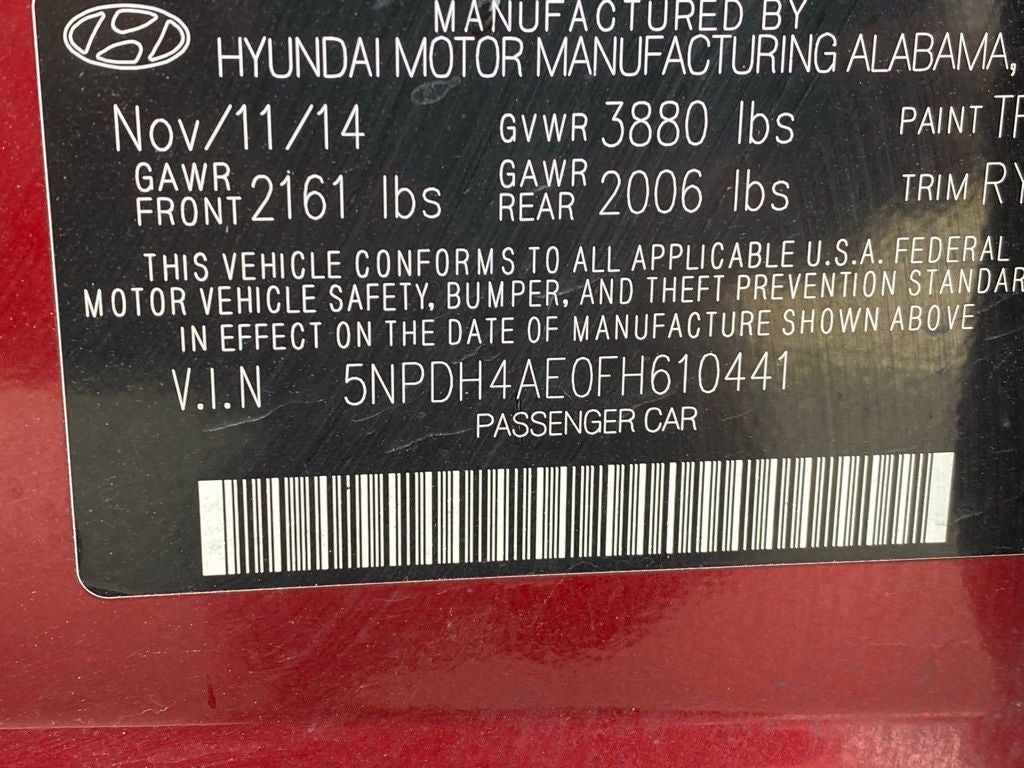 MANUFACTURED BY
HYUNDAI MOTOR MANUFACTURING ALABAMA,
Nov/11/14 GVWR 3880 lbs PAINT
GAWR FRONT 2161 lbs GAWR REAR 2006 lbs TRIM RY
THIS VEHICLE CONFORMS TO ALL APPLICABLE U.S.A. FEDERAL
MOTOR VEHICLE SAFETY, BUMPER, AND THEFT PREVENTION STANDAR
IN EFFECT ON THE DATE OF MANUFACTURE SHOWN ABOVE
V.I.N 5NPDH4AE0FH610441
PASSENGER CAR